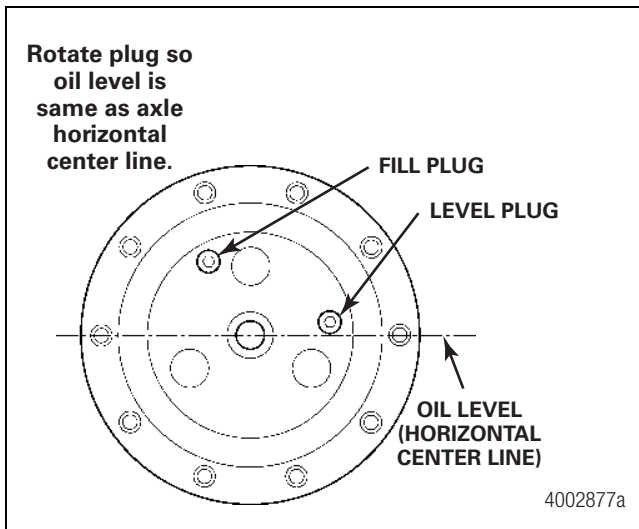 Rotate plug so
oil level is
same as axle
horizontal
center line.
FILL PLUG
LEVEL PLUG
OIL LEVEL
(HORIZONTAL
CENTER LINE)
4002877a